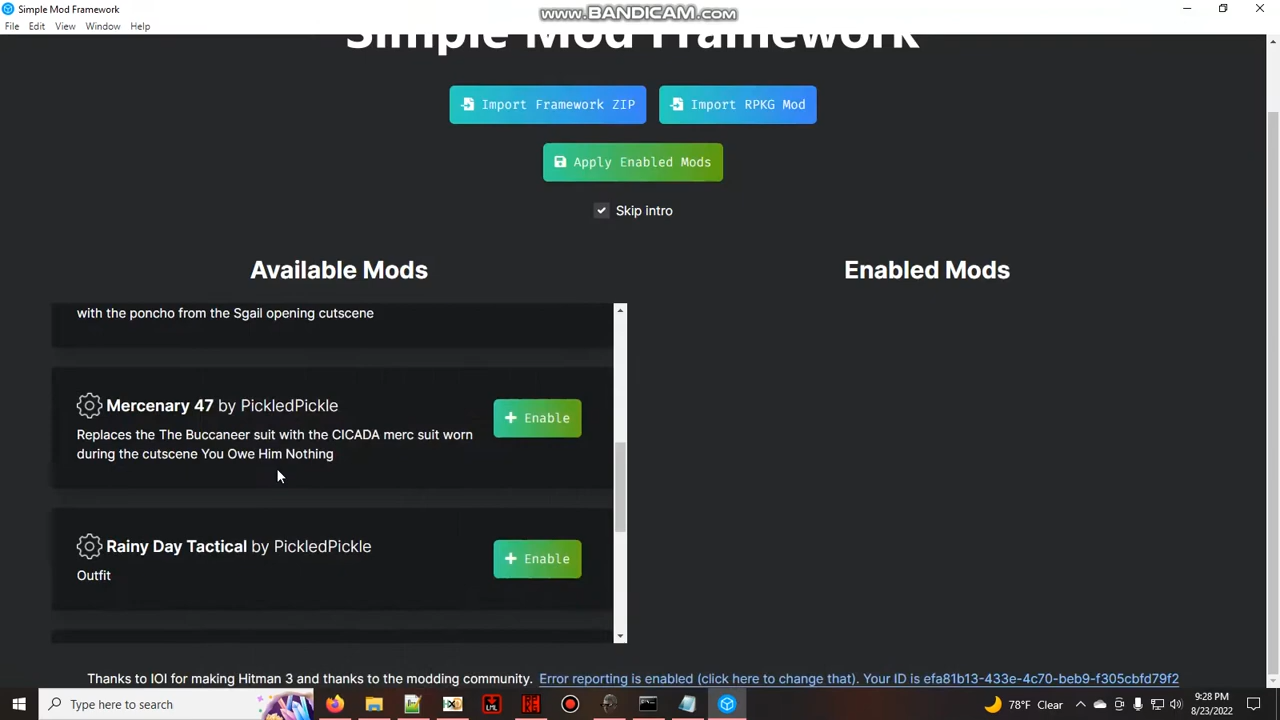 Simple Mod Framework
www.BANDICAM.com
File Edit View Window Help
Simple Mod Framework
Import Framework ZIP Import RPKG Mod
Apply Enabled Mods
Skip intro
Available Mods
Enabled Mods
with the poncho from the Sgail opening cutscene
Mercenary 47 by PickledPickle
Replaces the The Buccaneer suit with the CICADA merc suit worn
during the cutscene You Owe Him Nothing
Enable
Rainy Day Tactical by PickledPickle
Outfit
Enable
Thanks to IOI for making Hitman 3 and thanks to the modding community. Error reporting is enabled (click here to change that). Your ID is efa81b13-433e-4c70-beb9-f305cbfd79f2
Type here to search
LML
78°F Clear
9:28 PM
8/23/2022